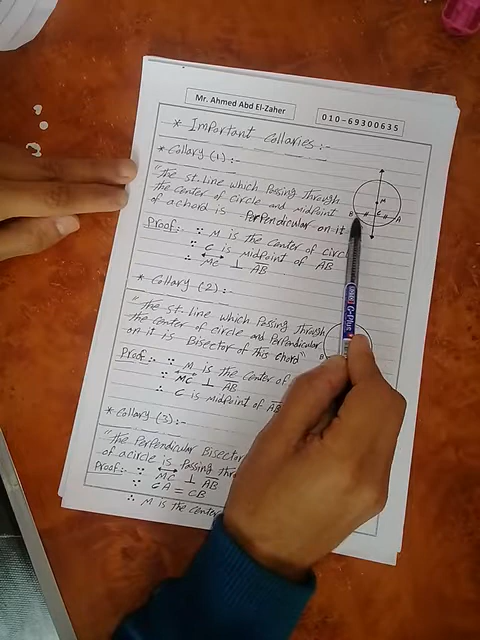 Mr. Ahmed Abd El-Zaher
010-69300635
* Important Collaries:-
* Collary (1):-
"The st. line which Passing through
the center of circle and midpoint
of a chord is Perpendicular on it
Proof:- ∵ M is the center of circle
∵ C is midpoint of AB
∴ MC ⊥ AB
M
B C A
* Collary (2):-
"the st. line which Passing through
the center of circle and Perpendicular
on it is Bisector of this chord"
B
Proof:- ∵ M is the center of
∵ MC ⊥ AB
∴ C is midpoint of AB
* Collary (3):-
"the Perpendicular Bisector
of a circle is Passing
Proof:- ∵ MC ⊥ AB
∵ CA = CB
∴ M is the
G-Plus